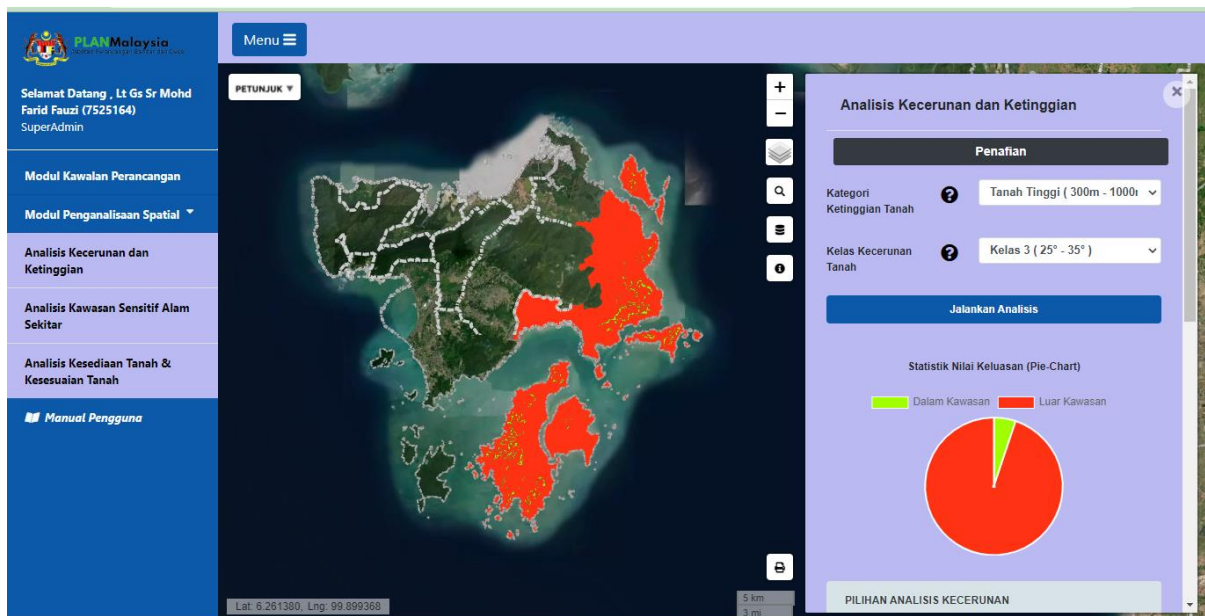 PLANMalaysia
Menu
Selamat Datang , Lt Gs Sr Mohd
Farid Fauzi (7525164)
SuperAdmin
Modul Kawalan Perancangan
Modul Penganalisaan Spatial
Analisis Kecerunan dan
Ketinggian
Analisis Kawasan Sensitif Alam
Sekitar
Analisis Kesediaan Tanah &
Kesesuaian Tanah
Manual Pengguna
PETUNJUK
+
−
Lat: 6.261380, Lng: 99.899368
5 km
3 mi
×
Analisis Kecerunan dan Ketinggian
Penafian
Kategori
Ketinggian Tanah
?
Tanah Tinggi ( 300m - 1000
Kelas Kecerunan
Tanah
?
Kelas 3 ( 25° - 35° )
Jalankan Analisis
Statistik Nilai Keluasan (Pie-Chart)
Dalam Kawasan
Luar Kawasan
PILIHAN ANALISIS KECERUNAN